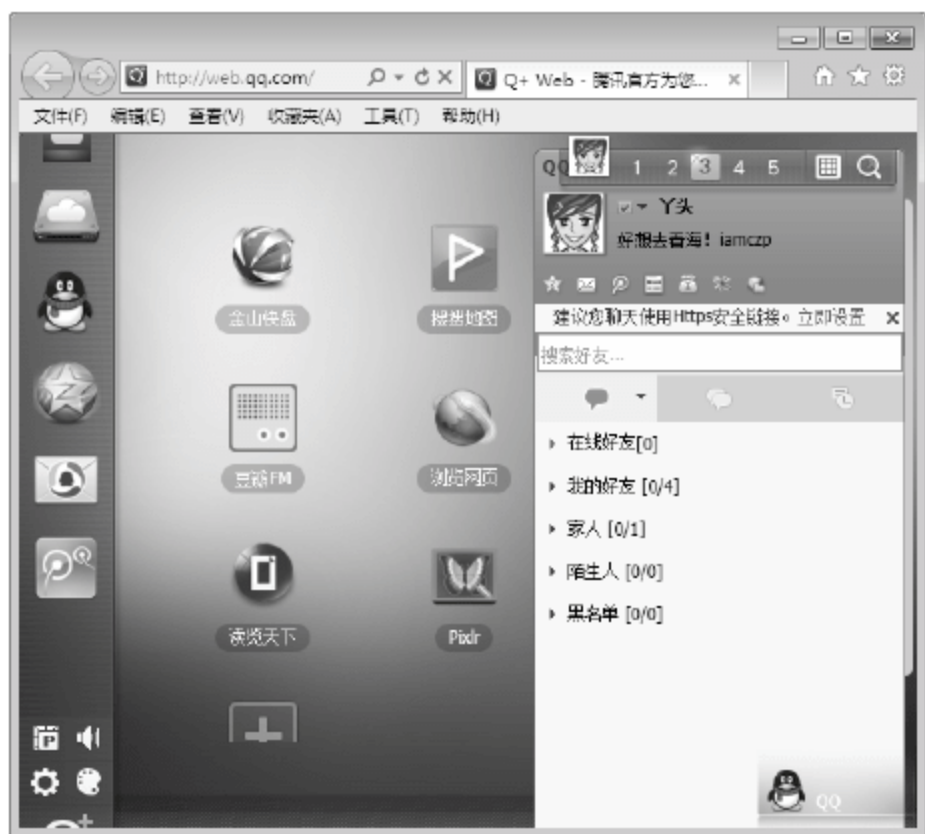 http://web.qq.com/
Q+ Web - 腾讯官方为您...
文件(F) 编辑(E) 查看(V) 收藏夹(A) 工具(T) 帮助(H)
QQ 1 2 3 4 5
丫头
好想去看海！iamczp
建议您聊天使用Https安全链接。立即设置
搜索好友...
金山快盘
搜搜地图
豆瓣FM
浏览网页
读览天下
Pixlr
在线好友[0]
我的好友 [0/4]
家人 [0/1]
陌生人 [0/0]
黑名单 [0/0]
QQ